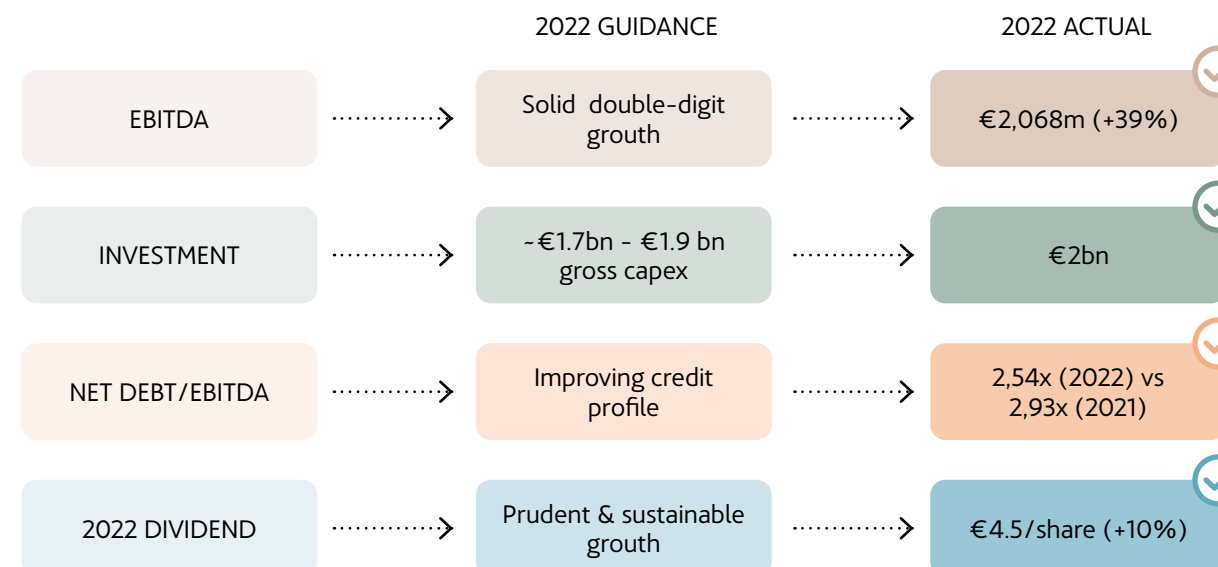 2022 GUIDANCE
2022 ACTUAL
EBITDA
Solid double-digit
grouth
€2,068m (+39%)
INVESTMENT
~€1.7bn - €1.9 bn
gross capex
€2bn
NET DEBT/EBITDA
Improving credit
profile
2,54x (2022) vs
2,93x (2021)
2022 DIVIDEND
Prudent & sustainable
grouth
€4.5/share (+10%)